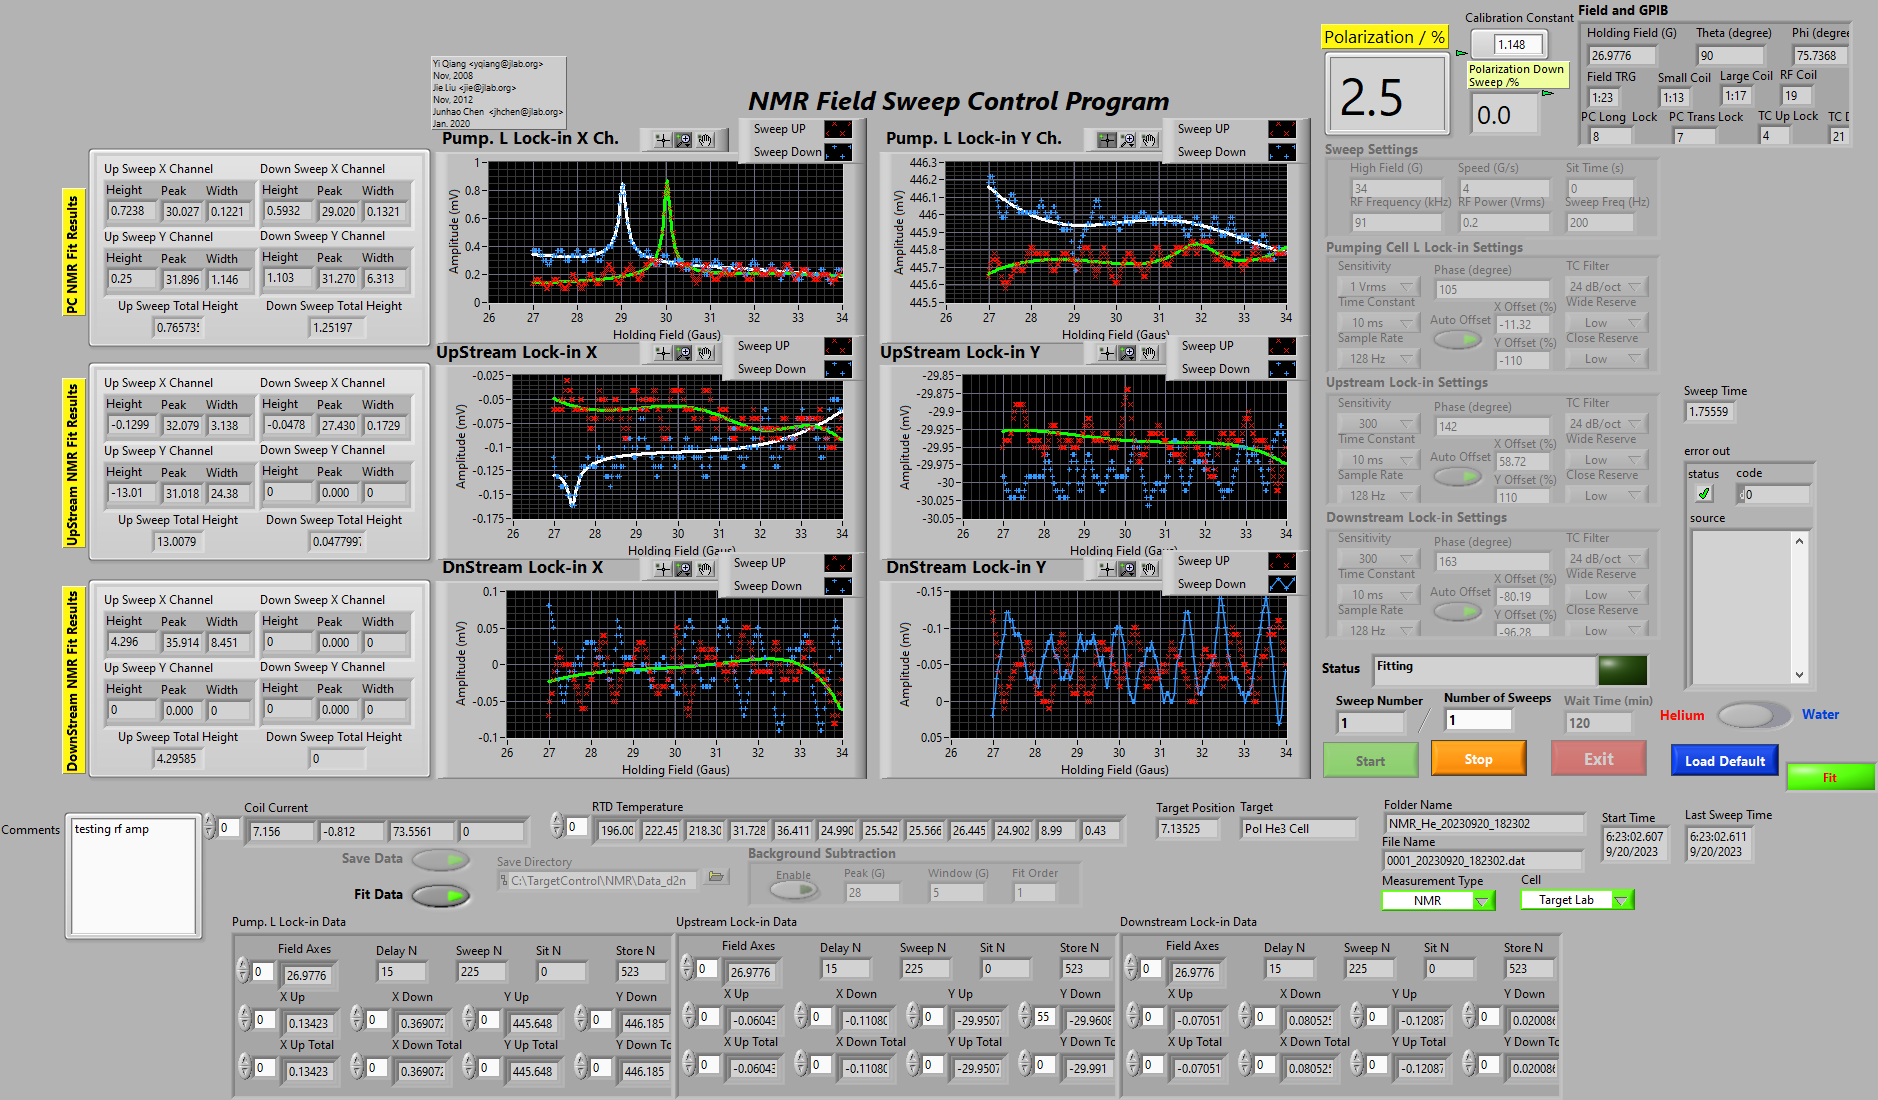 NMR Field Sweep Control Program
Yi Qiang <yqiang@jlab.org>
Nov, 2008
Jie Liu <jie@jlab.org>
Nov, 2012
Junhao Chen <jhchen@jlab.org>
Jan. 2020
Polarization / %
2.5
Calibration Constant
1.148
Polarization Down
Sweep /%
0.0
Field and GPIB
Holding Field (G) Theta (degree) Phi (degree
26.9776 90 75.7368
Field TRG Small Coil Large Coil RF Coil
1:23 1:13 1:17 19
PC Long Lock PC Trans Lock TC Up Lock TC D
8 7 4 21
PC NMR Fit Results
Up Sweep X Channel Down Sweep X Channel
Height Peak Width Height Peak Width
0.7238 30.027 0.1221 0.5932 29.020 0.1321
Up Sweep Y Channel Down Sweep Y Channel
Height Peak Width Height Peak Width
0.25 31.896 1.146 1.103 31.270 6.313
Up Sweep Total Height Down Sweep Total Height
0.76573 1.25197
UpStream NMR Fit Results
Up Sweep X Channel Down Sweep X Channel
Height Peak Width Height Peak Width
-0.1299 32.079 3.138 -0.0478 27.430 0.1729
Up Sweep Y Channel Down Sweep Y Channel
Height Peak Width Height Peak Width
-13.01 31.018 24.38 0 0.000 0
Up Sweep Total Height Down Sweep Total Height
13.0079 0.047799
DownStream NMR Fit Results
Up Sweep X Channel Down Sweep X Channel
Height Peak Width Height Peak Width
4.296 35.914 8.451 0 0.000 0
Up Sweep Y Channel Down Sweep Y Channel
Height Peak Width Height Peak Width
0 0.000 0 0 0.000 0
Up Sweep Total Height Down Sweep Total Height
4.29585 0
Pump. L Lock-in X Ch.
Sweep UP
Sweep Down
Amplitude (mV)
1
0.8
0.6
0.4
0.2
0
26 27 28 29 30 31 32 33 34
Holding Field (Gaus)
Pump. L Lock-in Y Ch.
Sweep UP
Sweep Down
Amplitude (mV)
446.3
446.2
446.1
446
445.9
445.8
445.7
445.6
445.5
26 27 28 29 30 31 32 33 34
Holding Field (Gaus)
UpStream Lock-in X
Sweep UP
Sweep Down
Amplitude (mV)
-0.025
-0.05
-0.075
-0.1
-0.125
-0.15
-0.175
26 27 28 29 30 31 32 33 34
Holding Field (Gaus)
UpStream Lock-in Y
Sweep UP
Sweep Down
Amplitude (mV)
-29.85
-29.875
-29.9
-29.925
-29.95
-29.975
-30
-30.025
-30.05
26 27 28 29 30 31 32 33 34
Holding Field (Gaus)
DnStream Lock-in X
Sweep UP
Sweep Down
Amplitude (mV)
0.1
0.05
0
-0.05
-0.1
26 27 28 29 30 31 32 33 34
Holding Field (Gaus)
DnStream Lock-in Y
Sweep UP
Sweep Down
Amplitude (mV)
-0.15
-0.1
-0.05
0
0.05
26 27 28 29 30 31 32 33 34
Holding Field (Gaus)
Sweep Settings
High Field (G) Speed (G/s) Sit Time (s)
34 4 0
RF Frequency (kHz) RF Power (Vrms) Sweep Freq (Hz)
91 0.2 200
Pumping Cell L Lock-in Settings
Sensitivity Phase (degree) TC Filter
1 Vrms 105 24 dB/oct
Time Constant X Offset (%) Wide Reserve
10 ms Auto Offset -11.32 Low
Sample Rate Y Offset (%) Close Reserve
128 Hz -110 Low
Upstream Lock-in Settings
Sensitivity Phase (degree) TC Filter
300 142 24 dB/oct
Time Constant X Offset (%) Wide Reserve
10 ms Auto Offset 58.72 Low
Sample Rate Y Offset (%) Close Reserve
128 Hz 110 Low
Downstream Lock-in Settings
Sensitivity Phase (degree) TC Filter
300 163 24 dB/oct
Time Constant X Offset (%) Wide Reserve
10 ms Auto Offset -80.19 Low
Sample Rate Y Offset (%) Close Reserve
128 Hz -96.28 Low
Sweep Time
1.75559
error out
status code
0
source
Status Fitting
Sweep Number Number of Sweeps Wait Time (min)
1 / 1 120
Helium Water
Start Stop Exit Load Default Fit
Comments
testing rf amp
Coil Current
0 7.156 -0.812 73.5561 0
RTD Temperature
0 196.00 222.45 218.30 31.728 36.411 24.990 25.542 25.566 26.445 24.902 8.99 0.43
Target Position Target
7.13525 Pol He3 Cell
Folder Name
NMR_He_20230920_182302
File Name
0001_20230920_182302.dat
Start Time
6:23:02.607
9/20/2023
Last Sweep Time
6:23:02.611
9/20/2023
Measurement Type Cell
NMR Target Lab
Save Data
Fit Data
Save Directory
C:\TargetControl\NMR\Data_d2n
Background Subtraction
Enable Peak (G) Window (G) Fit Order
28 5 1
Pump. L Lock-in Data
Field Axes Delay N Sweep N Sit N Store N
0 26.9776 15 225 0 523
X Up X Down Y Up Y Down
0 0.13423 0 0.369072 0 445.648 0 446.185
X Up Total X Down Total Y Up Total Y Down To
0 0.13423 0 0.369072 0 445.648 0 446.185
Upstream Lock-in Data
Field Axes Delay N Sweep N Sit N Store N
0 26.9776 15 225 0 523
X Up X Down Y Up Y Down
0 -0.06043 0 -0.11080 0 -29.9507 55 -29.9608
X Up Total X Down Total Y Up Total Y Down To
0 -0.06043 0 -0.11080 0 -29.9507 0 -29.991
Downstream Lock-in Data
Field Axes Delay N Sweep N Sit N Store N
0 26.9776 15 225 0 523
X Up X Down Y Up Y Down
0 -0.07051 0 0.080525 0 -0.12087 0 0.020086
X Up Total X Down Total Y Up Total Y Down To
0 -0.07051 0 0.080525 0 -0.12087 0 0.020086